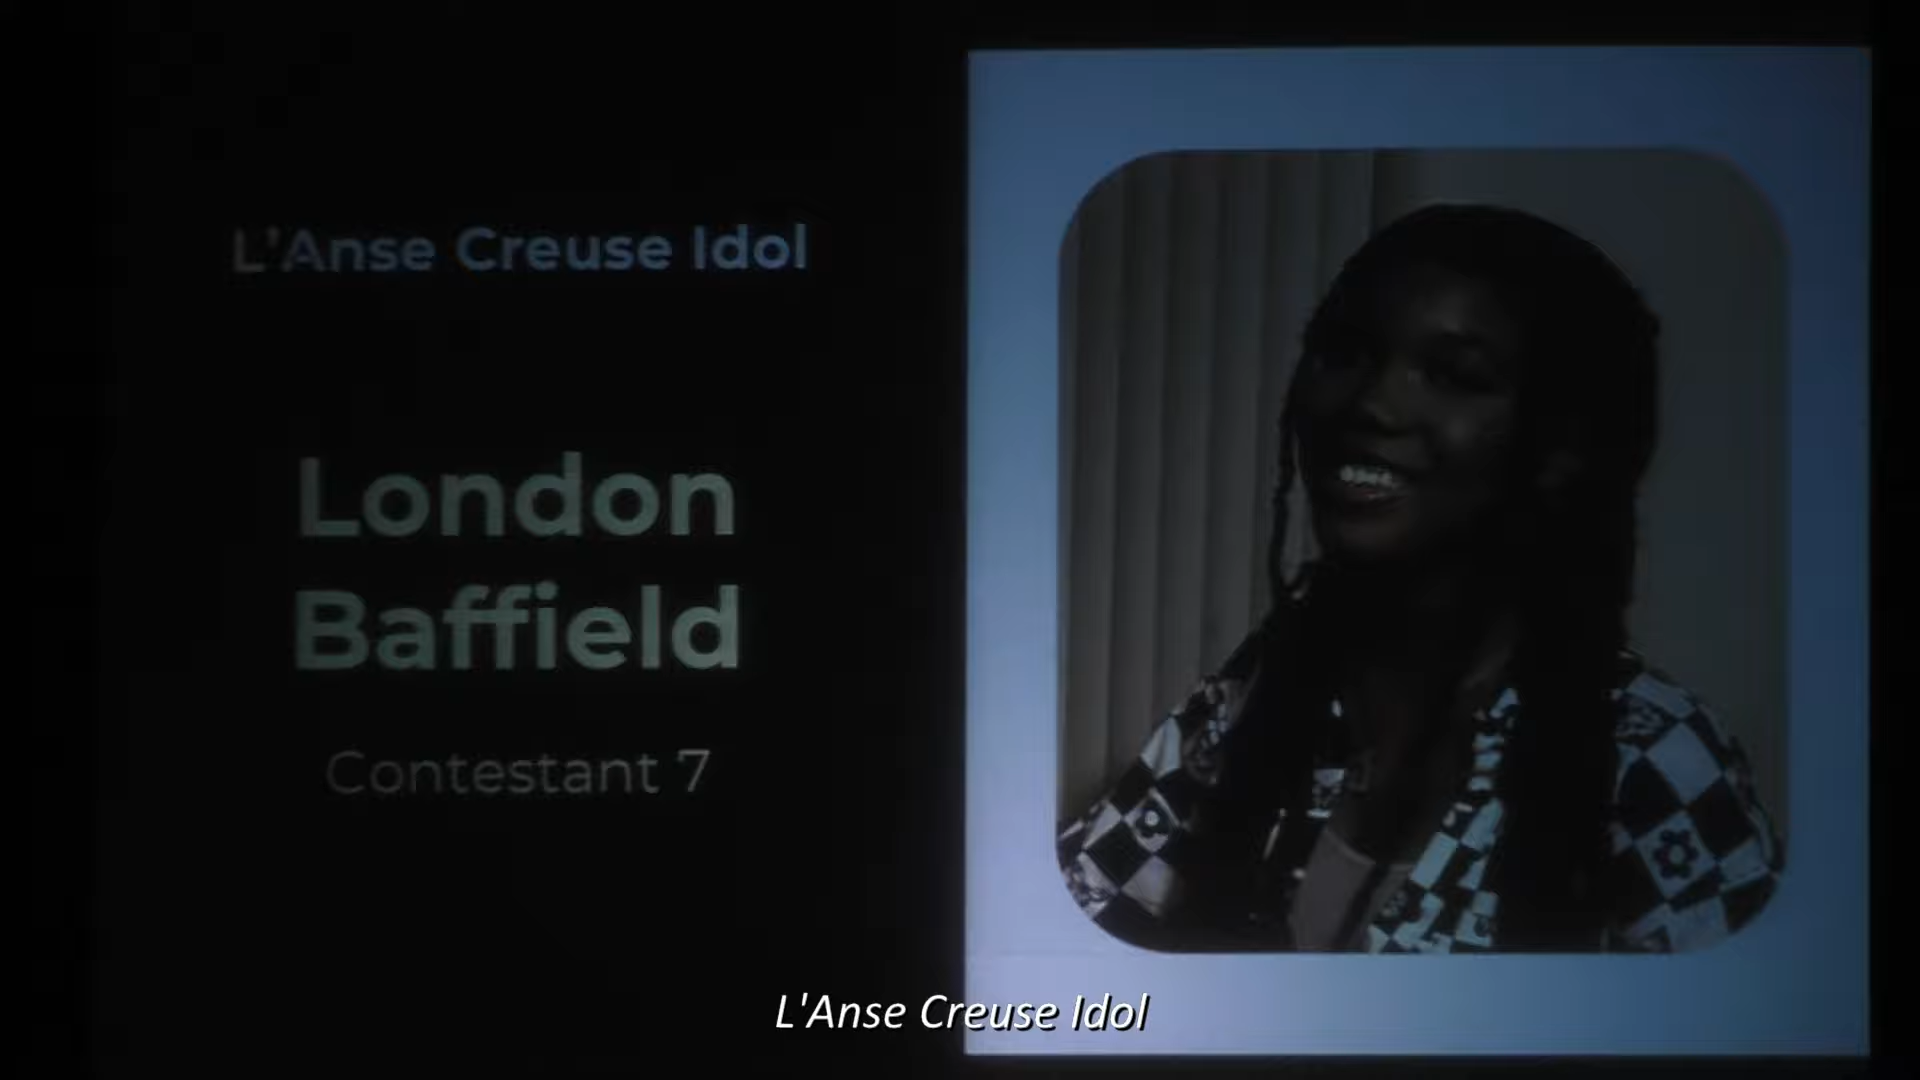 L'Anse Creuse Idol
London
Baffield
Contestant 7
L'Anse Creuse Idol